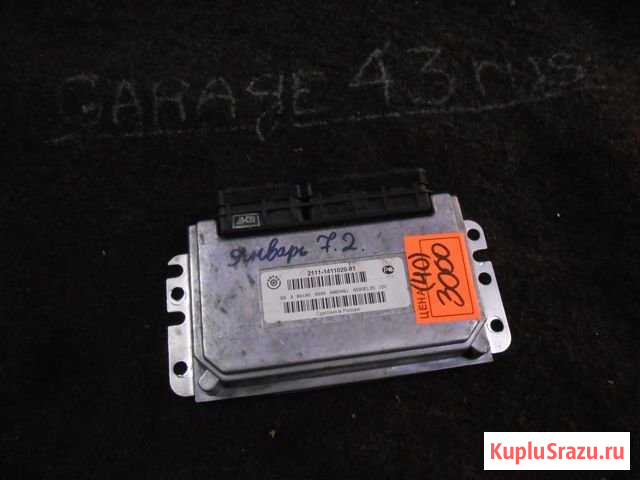 GARAGE 43rus
Январь 7.2.
2111-1411020-81
Сделано в России
ЦЕНА
(40)
3000
KupluSrazu.ru